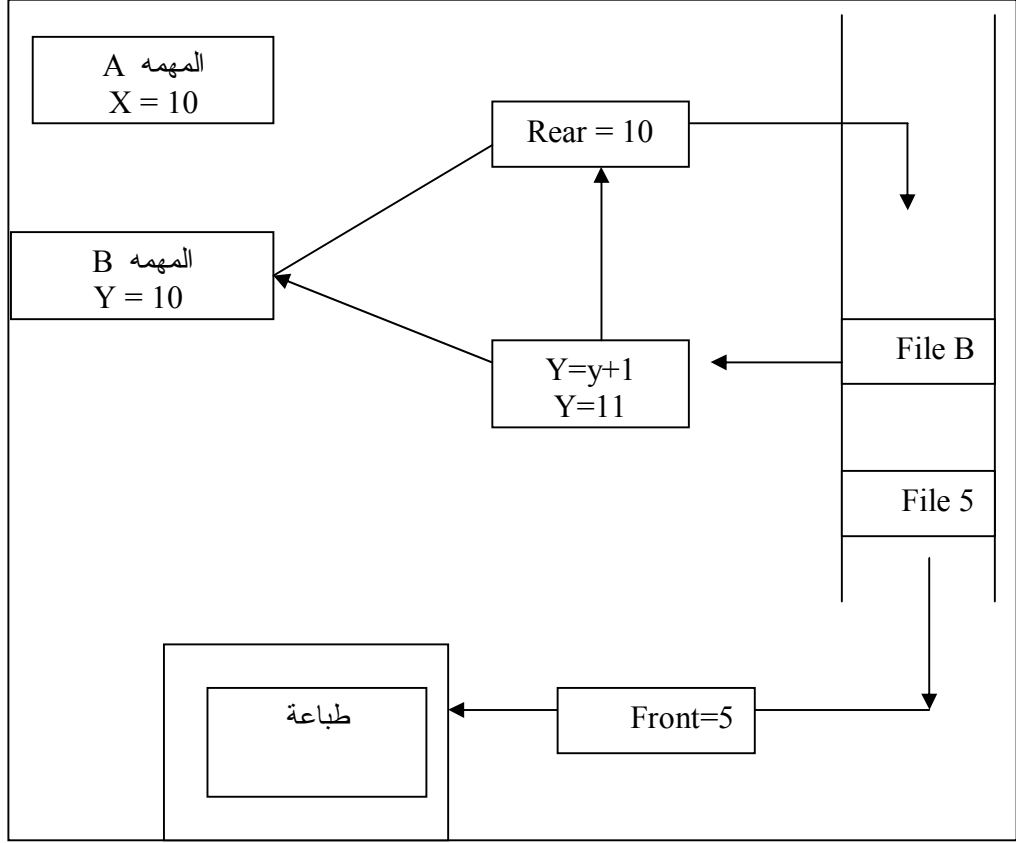 المهمه A
X = 10
Rear = 10
المهمه B
Y = 10
File B
Y=y+1
Y=11
File 5
طباعة
Front=5